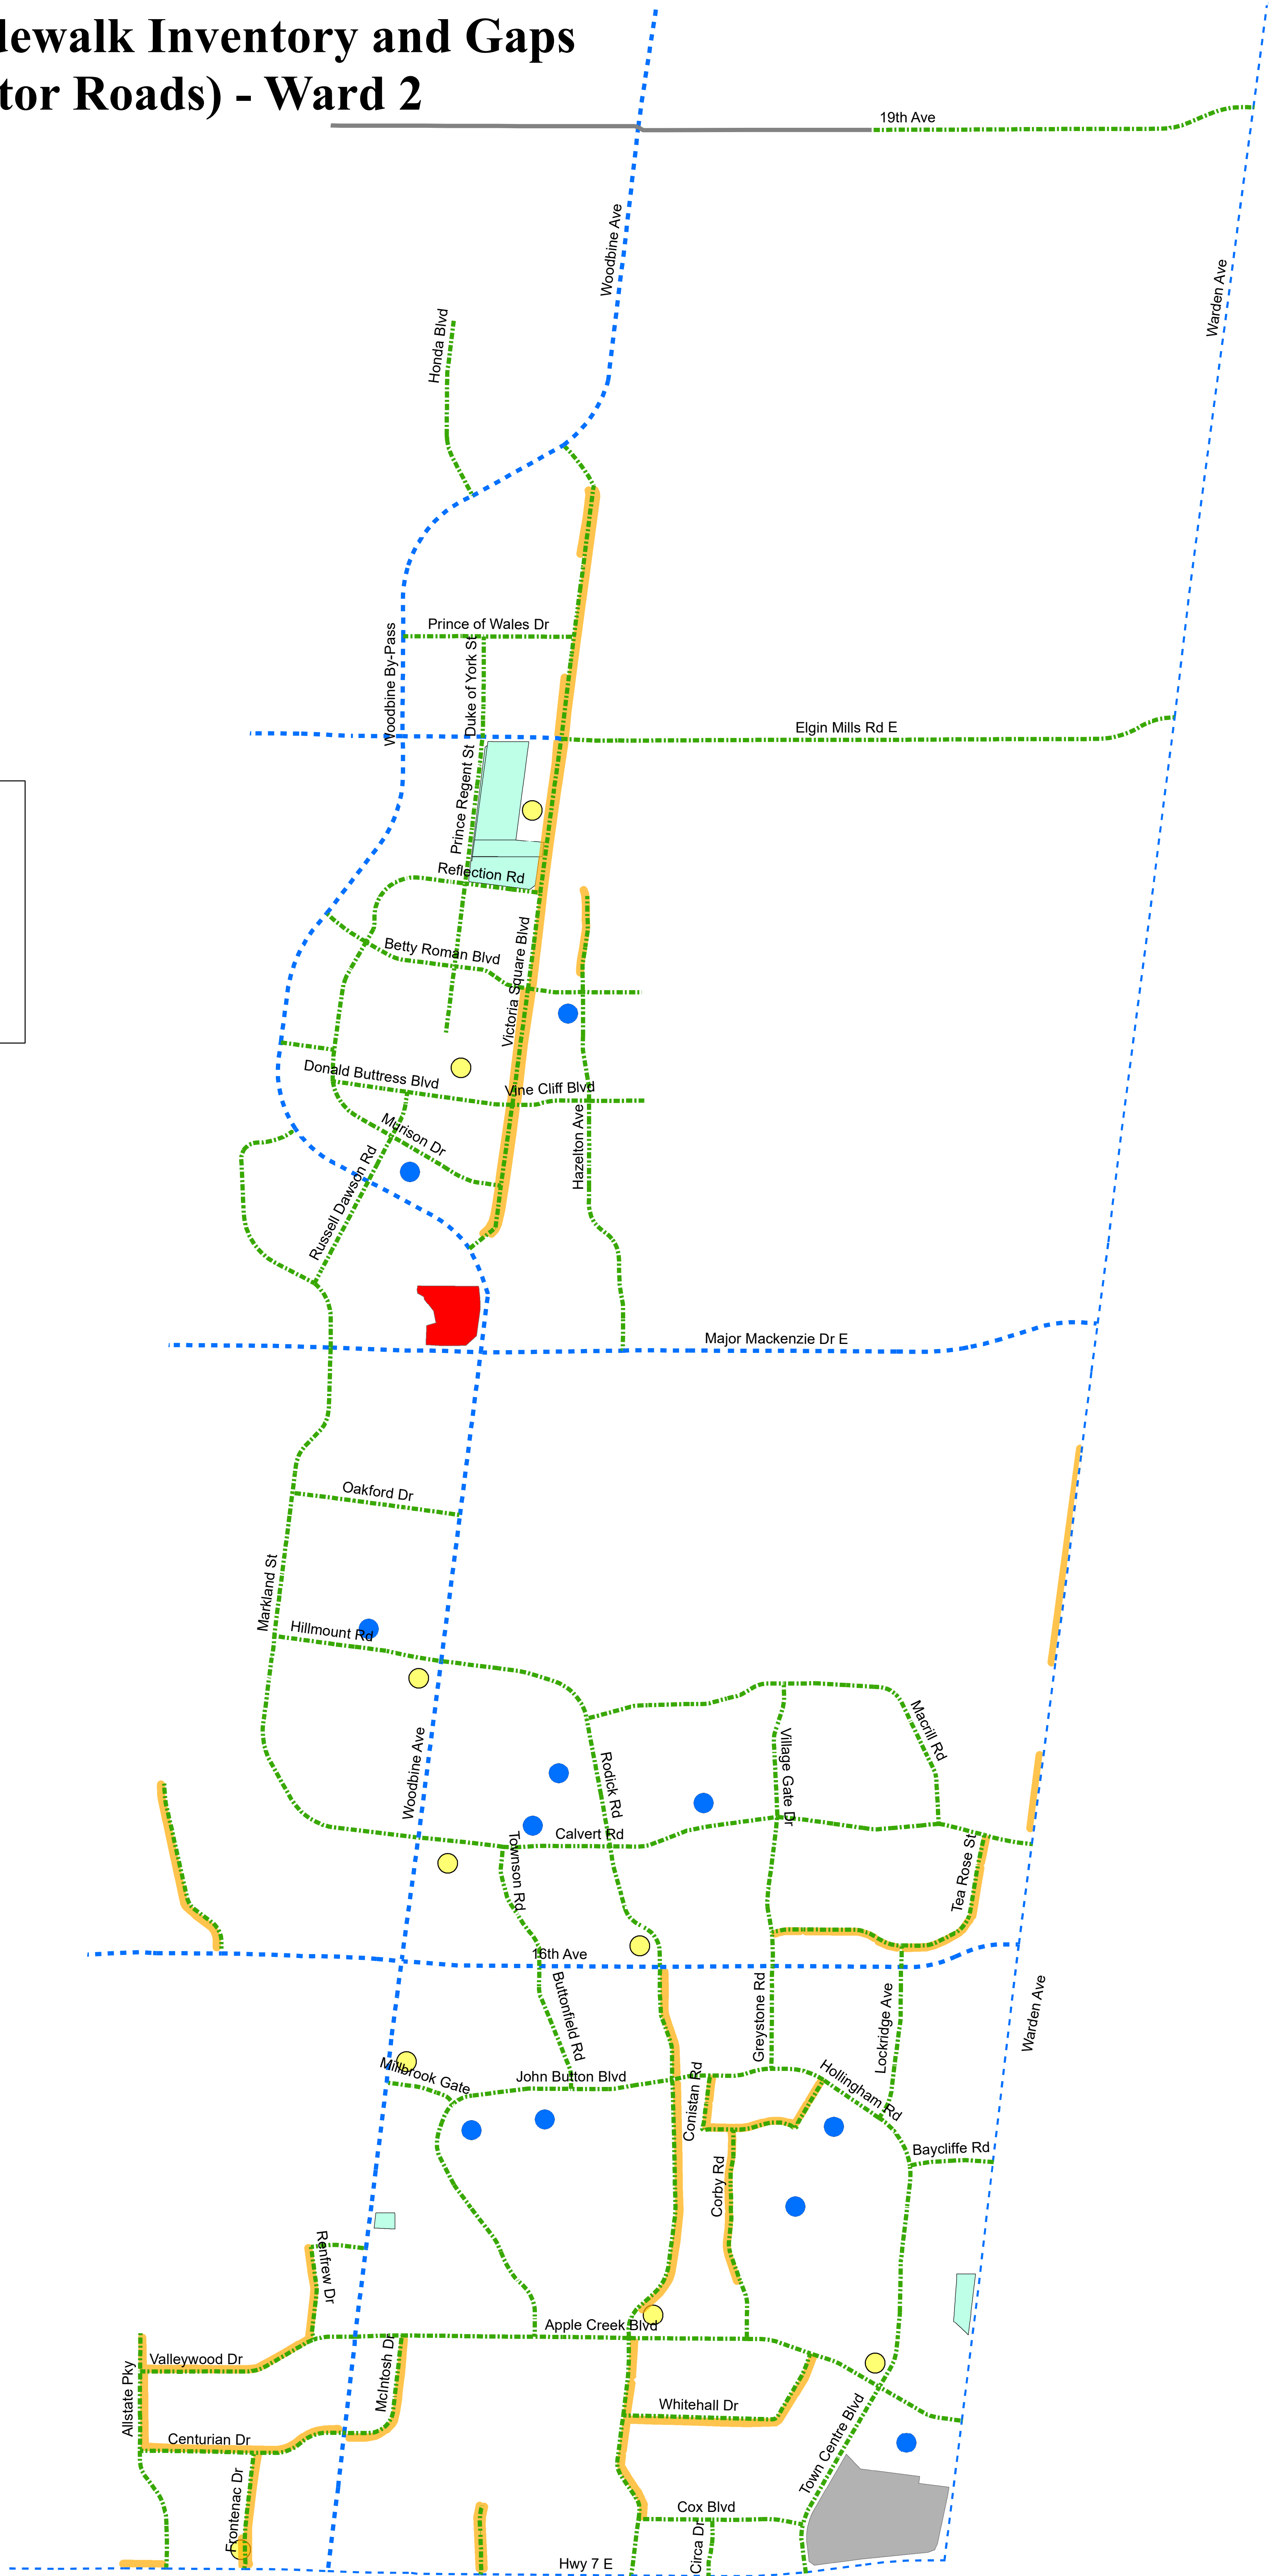 dewalk Inventory and Gaps
tor Roads) - Ward 2
19th Ave
Woodbine Ave
Warden Ave
Honda Blvd
Prince of Wales Dr
Woodbine By-Pass
Duke of York St
Elgin Mills Rd E
Prince Regent St
Reflection Rd
Betty Roman Blvd
Victoria Square Blvd
Donald Buttress Blvd
Vine Cliff Blvd
Murison Dr
Hazelton Ave
Russell Dawson Rd
Major Mackenzie Dr E
Oakford Dr
Markland St
Hillmount Rd
Macrill Rd
Village Gate Dr
Woodbine Ave
Rodick Rd
Calvert Rd
Townson Rd
Tea Rose St
16th Ave
Buttonfield Rd
Greystone Rd
Lockridge Ave
Warden Ave
Millbrook Gate
John Button Blvd
Conistan Rd
Hollingham Rd
Baycliffe Rd
Corby Rd
Renfrew Dr
Apple Creek Blvd
Valleywood Dr
McIntosh Dr
Allstate Pky
Whitehall Dr
Town Centre Blvd
Centurian Dr
Frontenac Dr
Cox Blvd
Circa Dr
Hwy 7 E